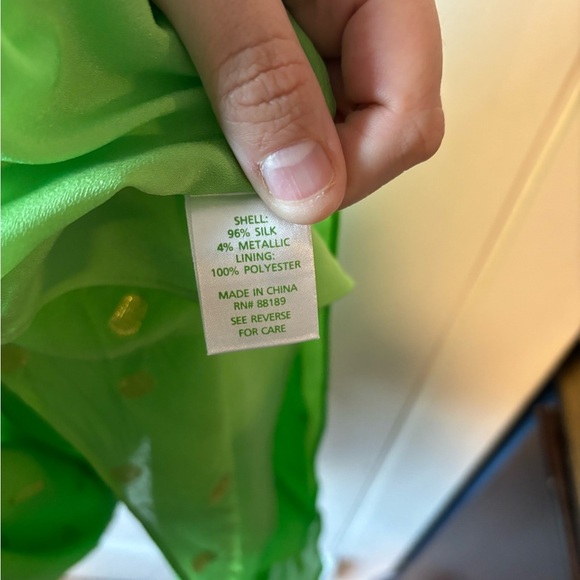 SHELL:
96% SILK
4% METALLIC
LINING:
100% POLYESTER
MADE IN CHINA
RN# 88189
SEE REVERSE
FOR CARE